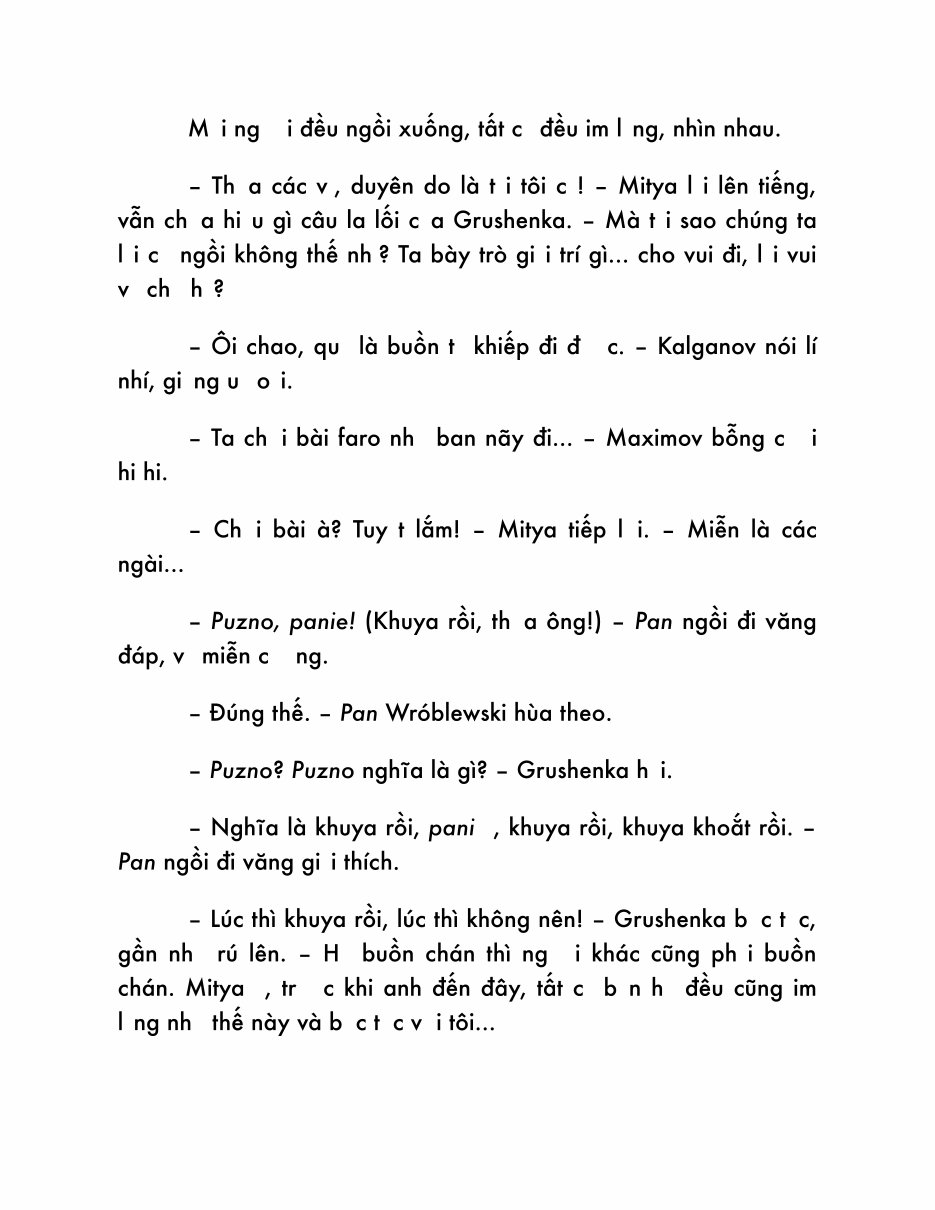 M i ng  i đều ngồi xuống, tất c  đều im l ng, nhìn nhau.
– Th a các v , duyên do là t i tôi c ! – Mitya l i lên tiếng,
vẫn ch a hi u gì câu la lối c a Grushenka. – Mà t i sao chúng ta
l i c  ngồi không thế nh ? Ta bày trò gi i trí gì... cho vui đi, l i vui
v  ch  h ?
– Ôi chao, qu  là buồn t  khiếp đi đ  c. – Kalganov nói lí
nhí, gi ng u  o i.
– Ta ch i bài faro nh  ban nãy đi... – Maximov bỗng c  i
hi hi.
– Ch i bài à? Tuy t lắm! – Mitya tiếp l i. – Miễn là các
ngài...
– Puzno, panie! (Khuya rồi, th a ông!) – Pan ngồi đi văng
đáp, v  miễn c  ng.
– Đúng thế. – Pan Wróblewski hùa theo.
– Puzno? Puzno nghĩa là gì? – Grushenka h i.
– Nghĩa là khuya rồi, pani  , khuya rồi, khuya khoắt rồi. –
Pan ngồi đi văng gi i thích.
– Lúc thì khuya rồi, lúc thì không nên! – Grushenka b c t c,
gần nh  rú lên. – H  buồn chán thì ng  i khác cũng ph i buồn
chán. Mitya  , tr  c khi anh đến đây, tất c  b n h  đều cũng im
l ng nh  thế này và b c t c v i tôi...